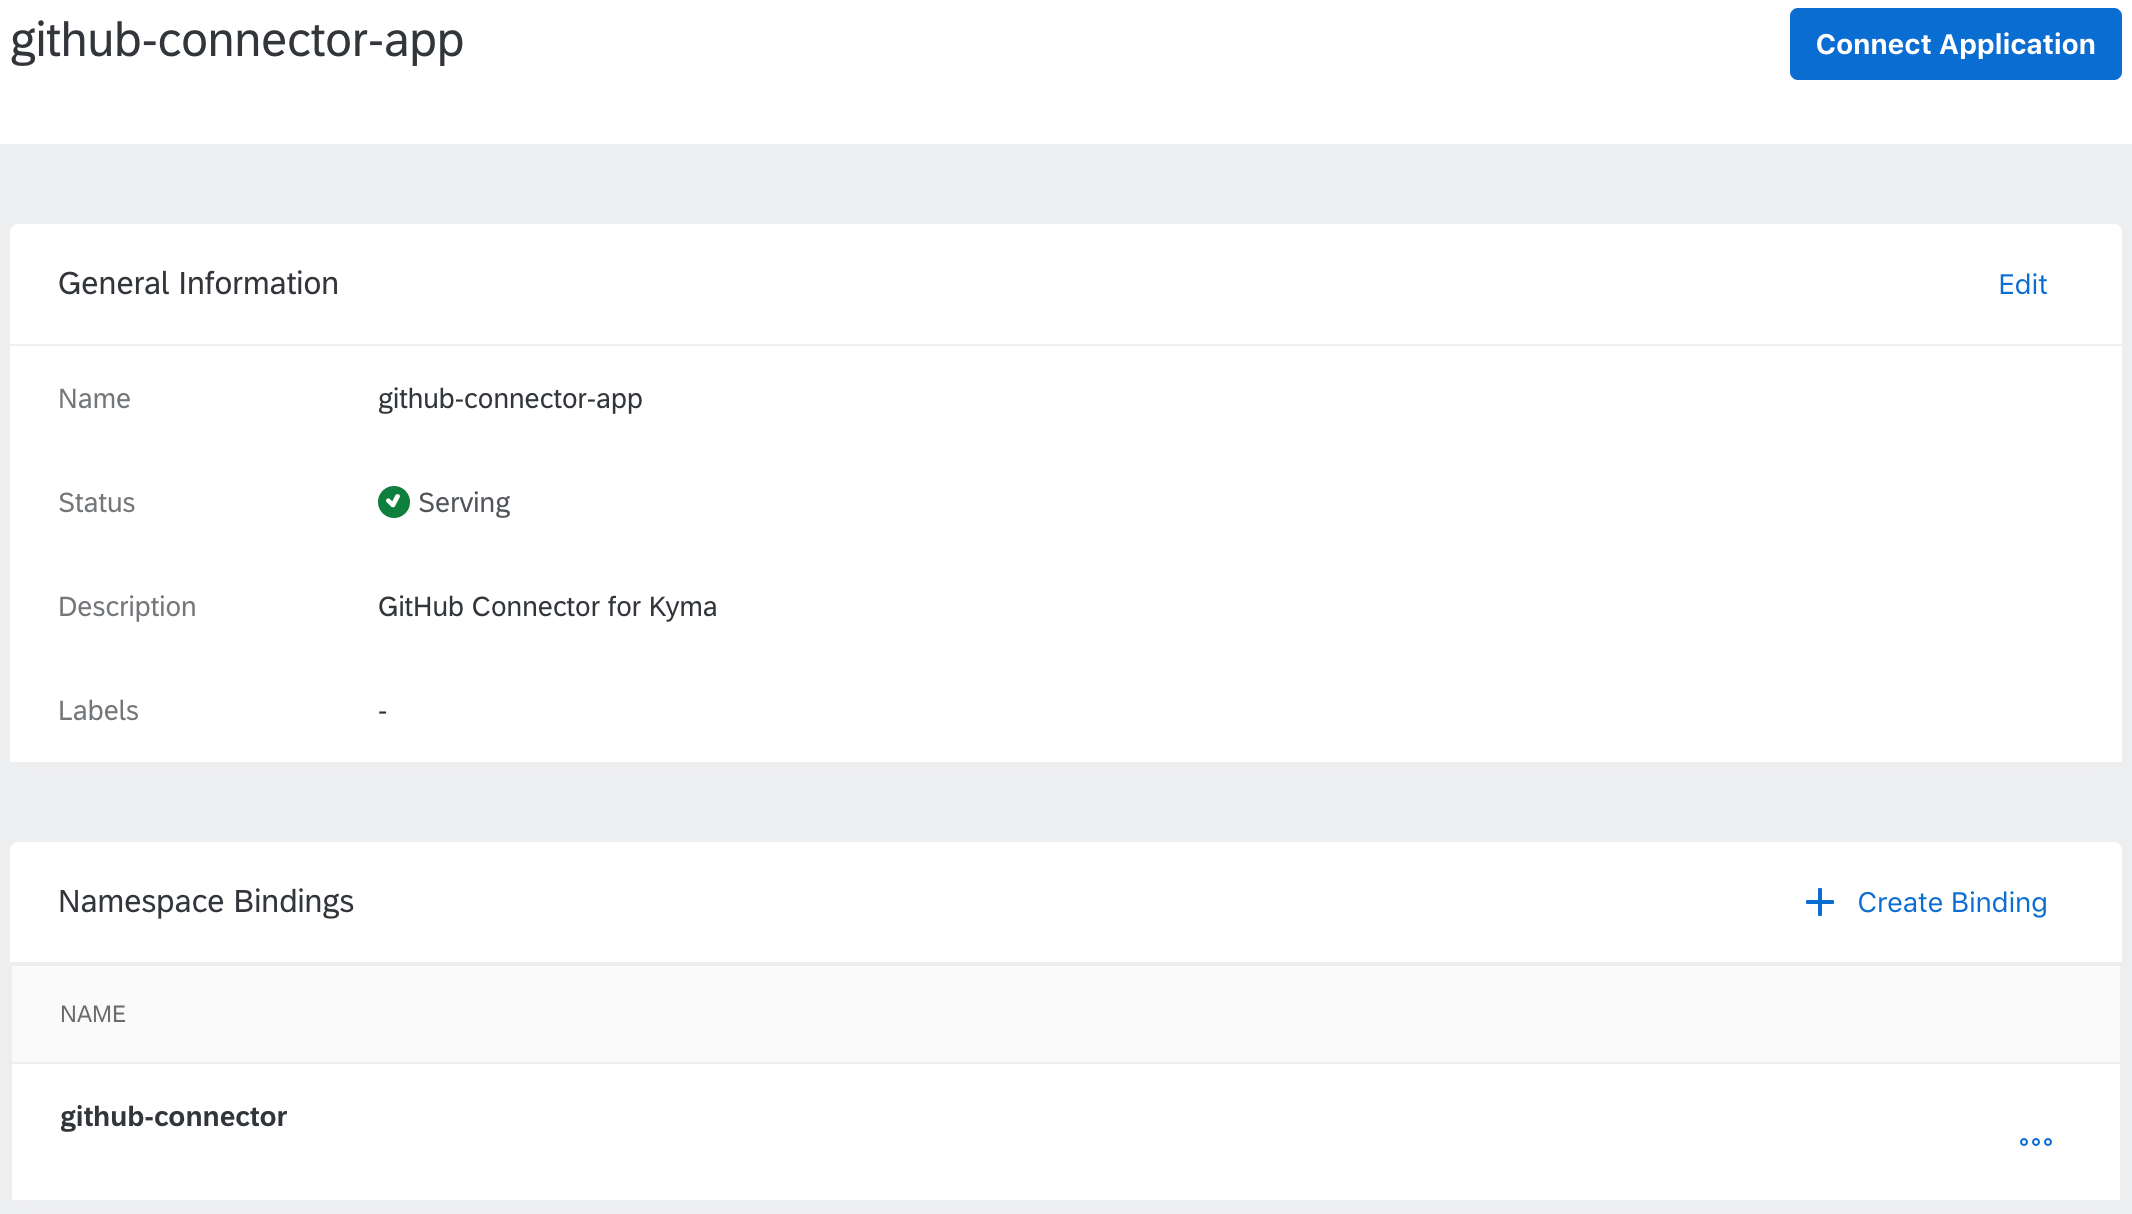 github-connector-app
Connect Application
General Information
Edit
Name github-connector-app
Status Serving
Description GitHub Connector for Kyma
Labels -
Namespace Bindings
Create Binding
NAME
github-connector